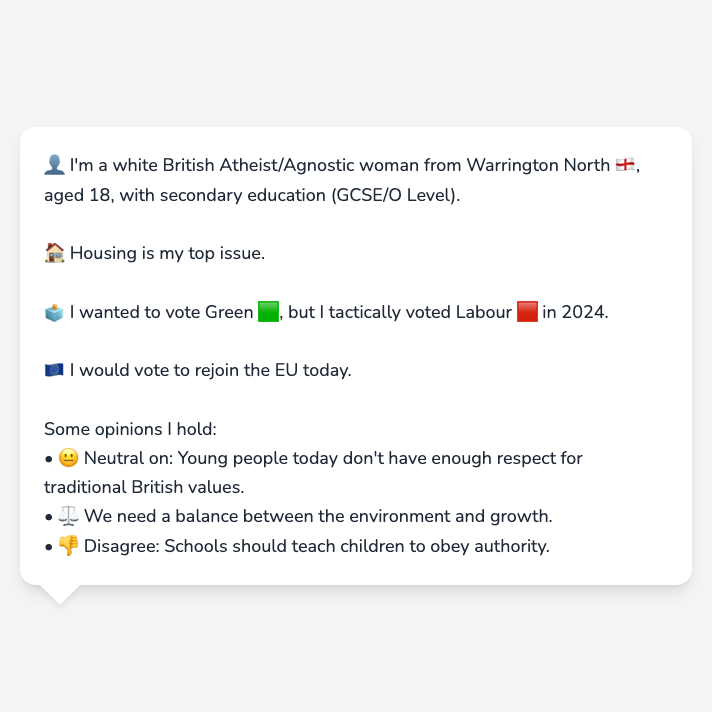 👤 I'm a white British Atheist/Agnostic woman from Warrington North 🏴󠁧󠁢󠁥󠁮󠁧󠁿,
aged 18, with secondary education (GCSE/O Level).
🏠 Housing is my top issue.
🗳️ I wanted to vote Green 🟩, but I tactically voted Labour 🟥 in 2024.
🇪🇺 I would vote to rejoin the EU today.
Some opinions I hold:
• 😐 Neutral on: Young people today don't have enough respect for
traditional British values.
• ⚖️ We need a balance between the environment and growth.
• 👎 Disagree: Schools should teach children to obey authority.